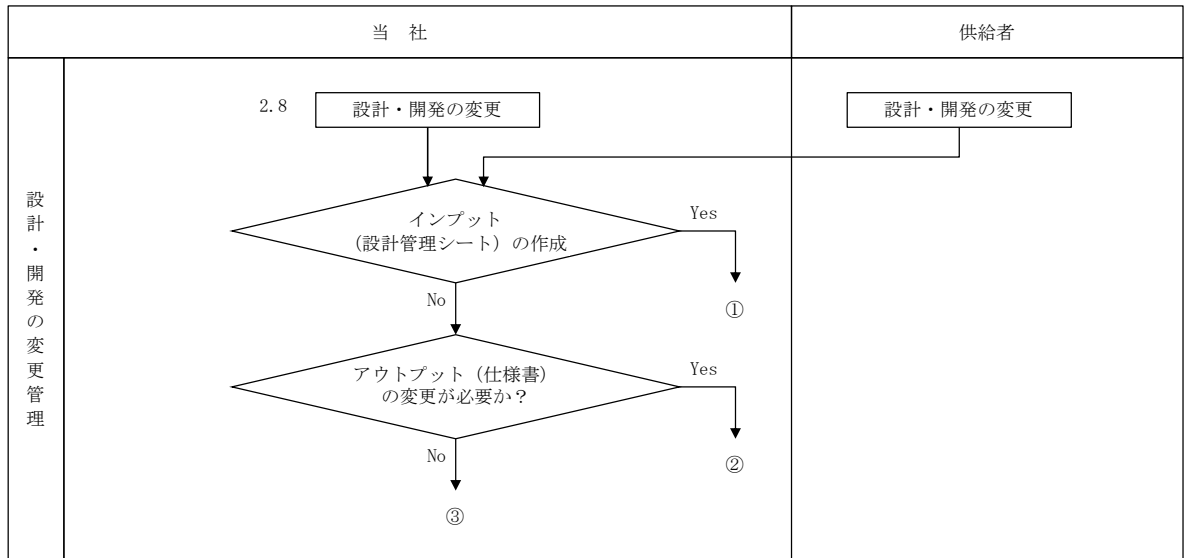 当　社
供給者
設計・開発の変更管理
2.8
設計・開発の変更
設計・開発の変更
インプット
(設計管理シート）の作成
Yes
①
No
アウトプット（仕様書）
の変更が必要か？
Yes
②
No
③